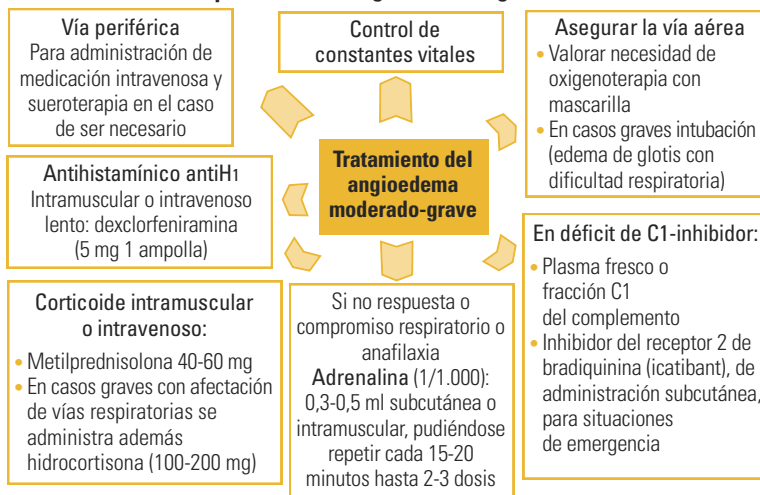 Vía periférica
Para administración de
medicación intravenosa y
sueroterapia en el caso
de ser necesario
Control de
constantes vitales
Asegurar la vía aérea
• Valorar necesidad de
oxigenoterapia con
mascarilla
• En casos graves intubación
(edema de glotis con
dificultad respiratoria)
Antihistamínico antiH1
Intramuscular o intravenoso
lento: dexclorfeniramina
(5 mg 1 ampolla)
Tratamiento del
angioedema
moderado-grave
En déficit de C1-inhibidor:
• Plasma fresco o
fracción C1
del complemento
• Inhibidor del receptor 2 de
bradiquinina (icatibant), de
administración subcutánea,
para situaciones
de emergencia
Corticoide intramuscular
o intravenoso:
• Metilprednisolona 40-60 mg
• En casos graves con afectación
de vías respiratorias se
administra además
hidrocortisona (100-200 mg)
Si no respuesta o
compromiso respiratorio o
anafilaxia
Adrenalina (1/1.000):
0,3-0,5 ml subcutánea o
intramuscular, pudiéndose
repetir cada 15-20
minutos hasta 2-3 dosis